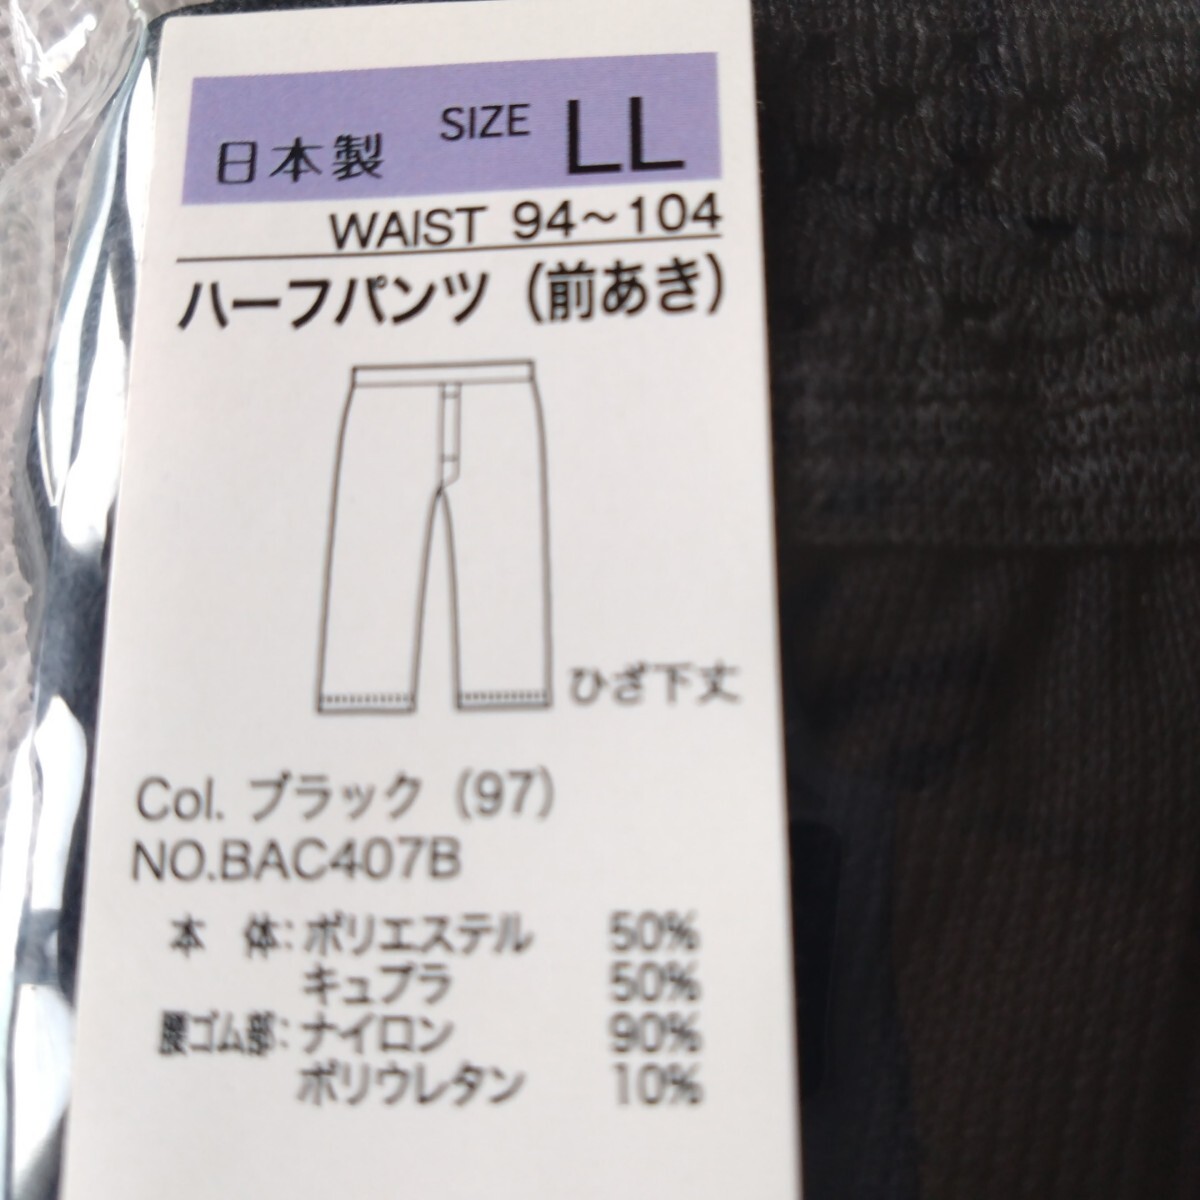 日本製 SIZE LL
WAIST 94～104
ハーフパンツ（前あき）
ひざ下丈
Col. ブラック（97）
NO.BAC407B
本　体：ポリエステル 50%
キュプラ 50%
腰ゴム部：ナイロン 90%
ポリウレタン 10%